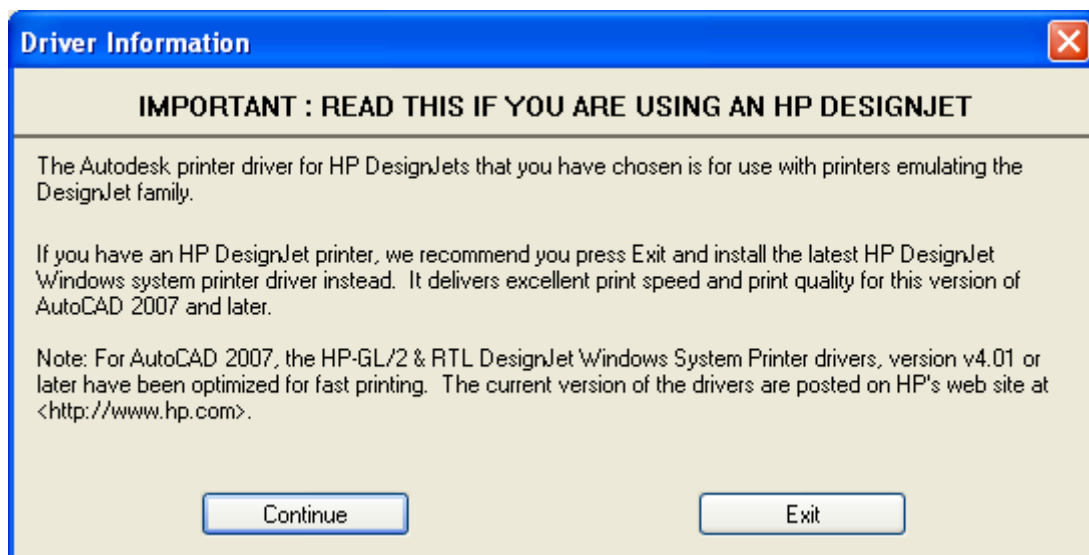 Driver Information
IMPORTANT : READ THIS IF YOU ARE USING AN HP DESIGNJET
The Autodesk printer driver for HP DesignJets that you have chosen is for use with printers emulating the
DesignJet family.
If you have an HP DesignJet printer, we recommend you press Exit and install the latest HP DesignJet
Windows system printer driver instead.  It delivers excellent print speed and print quality for this version of
AutoCAD 2007 and later.
Note: For AutoCAD 2007, the HP-GL/2 & RTL DesignJet Windows System Printer drivers, version v4.01 or
later have been optimized for fast printing.  The current version of the drivers are posted on HP's web site at
<http://www.hp.com>.
Continue
Exit